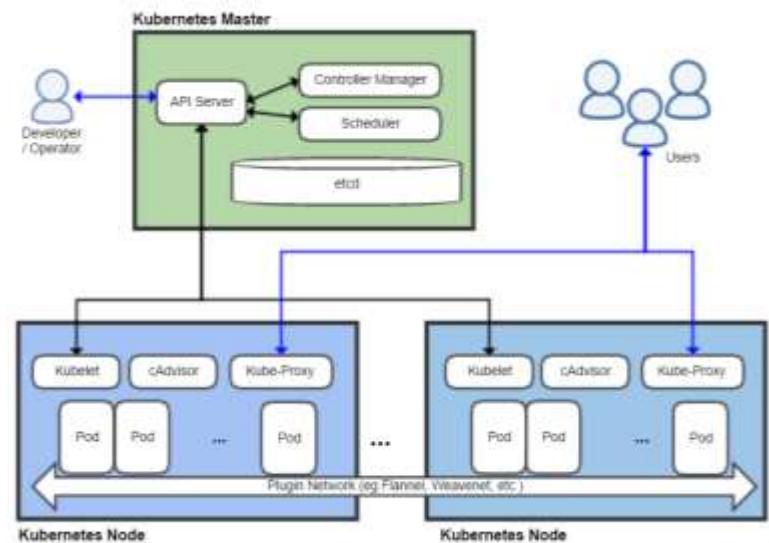 Kubernetes Master
API Server
Controller Manager
Scheduler
etcd
Developer
/ Operator
Users
Kubelet
cAdvisor
Kube-Proxy
Kubelet
cAdvisor
Kube-Proxy
Pod
Pod
...
Pod
...
Pod
Pod
...
Pod
Plugin Network (eg Flannel, Weavenet, etc )
Kubernetes Node
Kubernetes Node